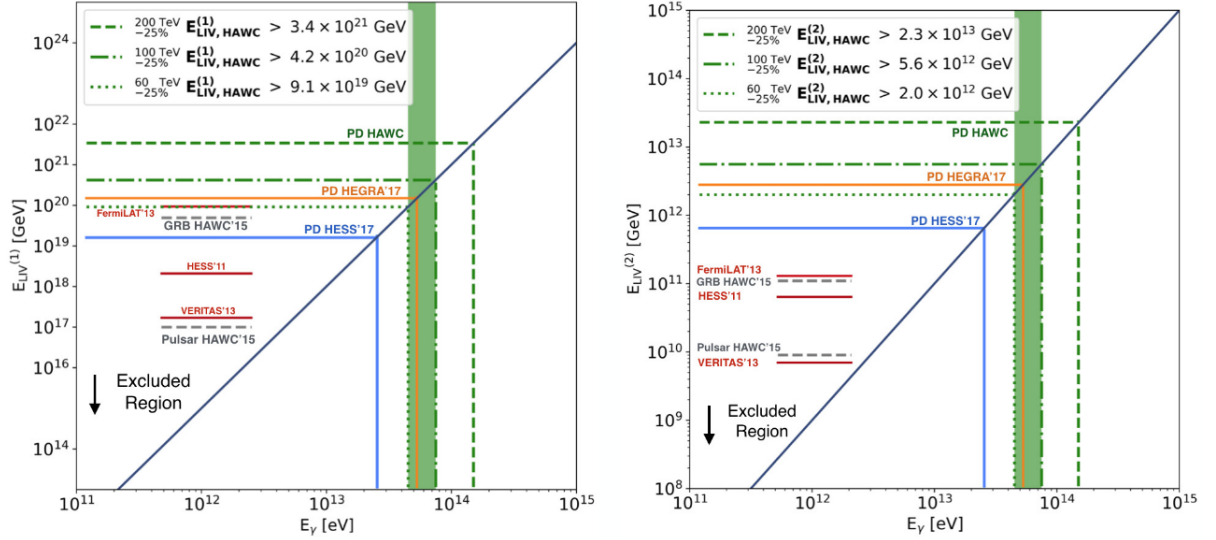 200 TeV −25% E_LIV, HAWC^(1) > 3.4 × 10^21 GeV
100 TeV −25% E_LIV, HAWC^(1) > 4.2 × 10^20 GeV
60 TeV −25% E_LIV, HAWC^(1) > 9.1 × 10^19 GeV
10^24
10^22
10^21
10^20
10^19
10^18
10^17
10^16
10^14
E_LIV^(1) [GeV]
PD HAWC
PD HEGRA'17
FermiLAT'13
GRB HAWC'15
PD HESS'17
HESS'11
VERITAS'13
Pulsar HAWC'15
Excluded
Region
10^11 10^12 10^13 10^14 10^15
E_γ [eV]
200 TeV −25% E_LIV, HAWC^(2) > 2.3 × 10^13 GeV
100 TeV −25% E_LIV, HAWC^(2) > 5.6 × 10^12 GeV
60 TeV −25% E_LIV, HAWC^(2) > 2.0 × 10^12 GeV
10^15
10^14
10^13
10^12
10^11
10^10
10^9
10^8
E_LIV^(2) [GeV]
PD HAWC
PD HEGRA'17
PD HESS'17
FermiLAT'13
GRB HAWC'15
HESS'11
Pulsar HAWC'15
VERITAS'13
Excluded
Region
10^11 10^12 10^13 10^14 10^15
E_γ [eV]